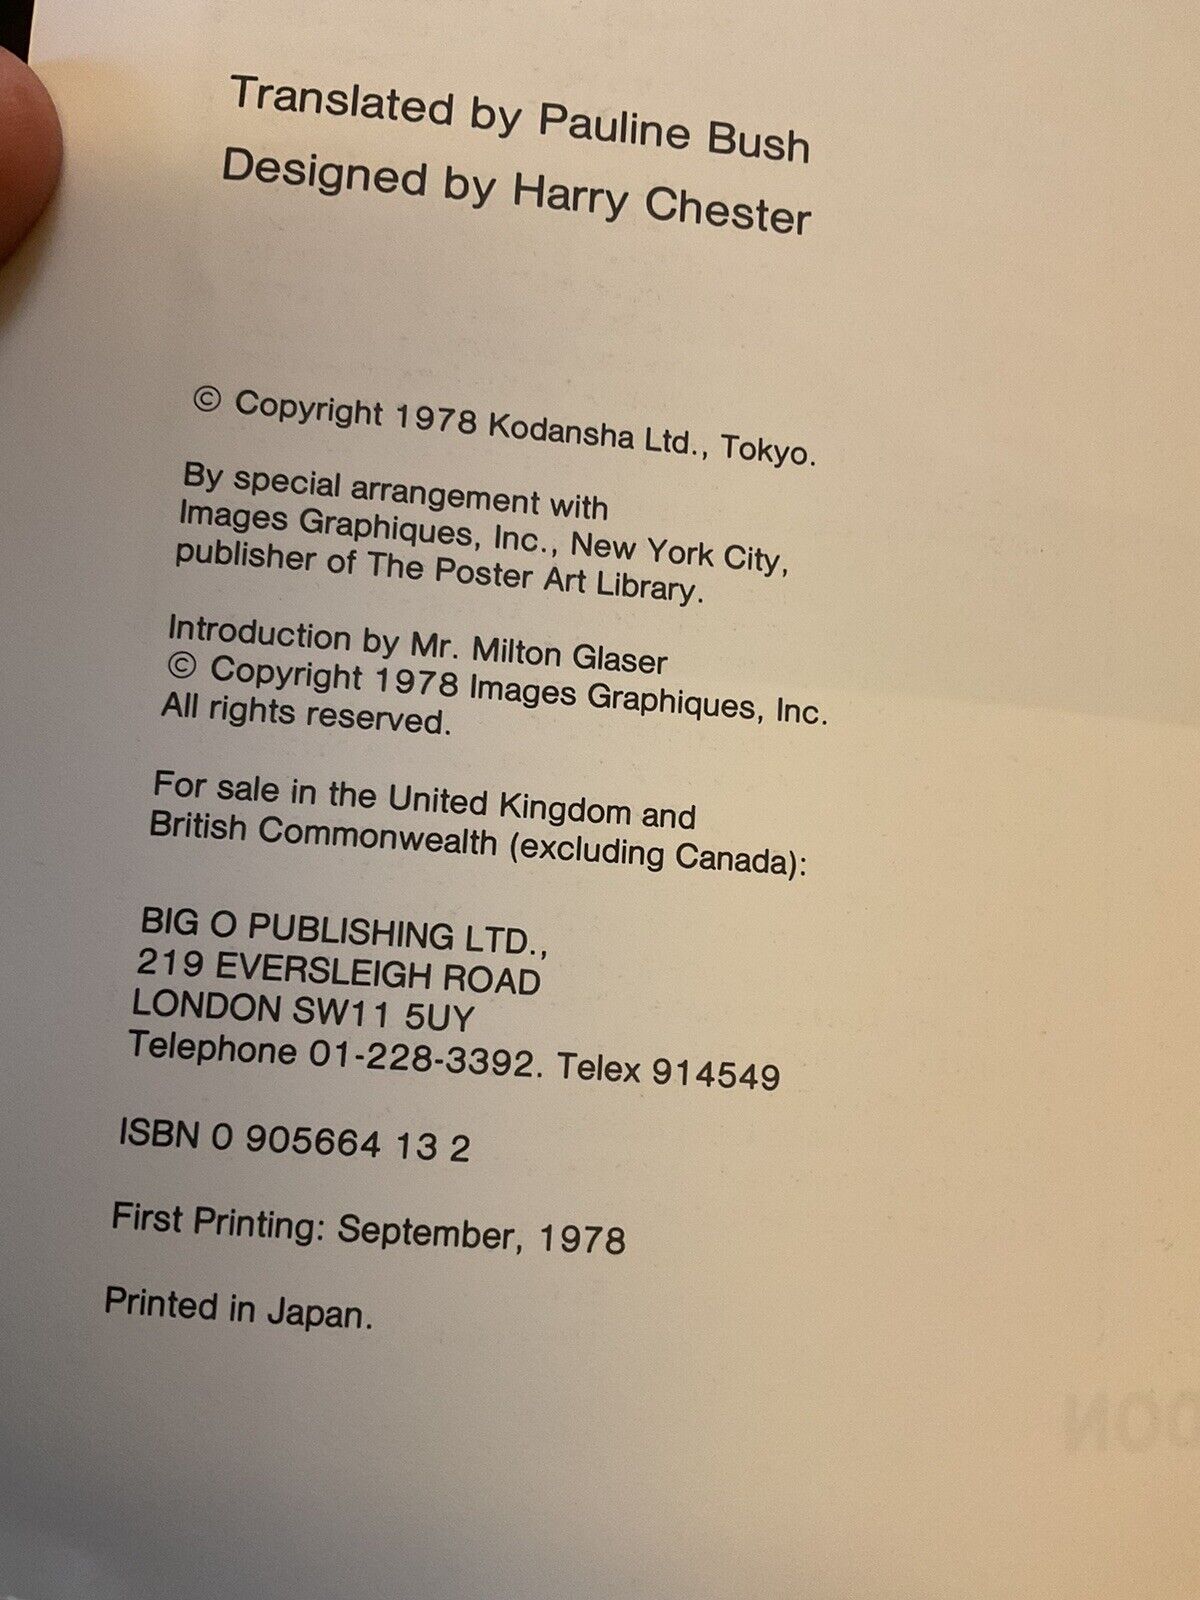 Translated by Pauline Bush
Designed by Harry Chester
© Copyright 1978 Kodansha Ltd., Tokyo.
By special arrangement with
Images Graphiques, Inc., New York City,
publisher of The Poster Art Library.
Introduction by Mr. Milton Glaser
© Copyright 1978 Images Graphiques, Inc.
All rights reserved.
For sale in the United Kingdom and
British Commonwealth (excluding Canada):
BIG O PUBLISHING LTD.,
219 EVERSLEIGH ROAD
LONDON SW11 5UY
Telephone 01-228-3392. Telex 914549
ISBN 0 905664 13 2
First Printing: September, 1978
Printed in Japan.